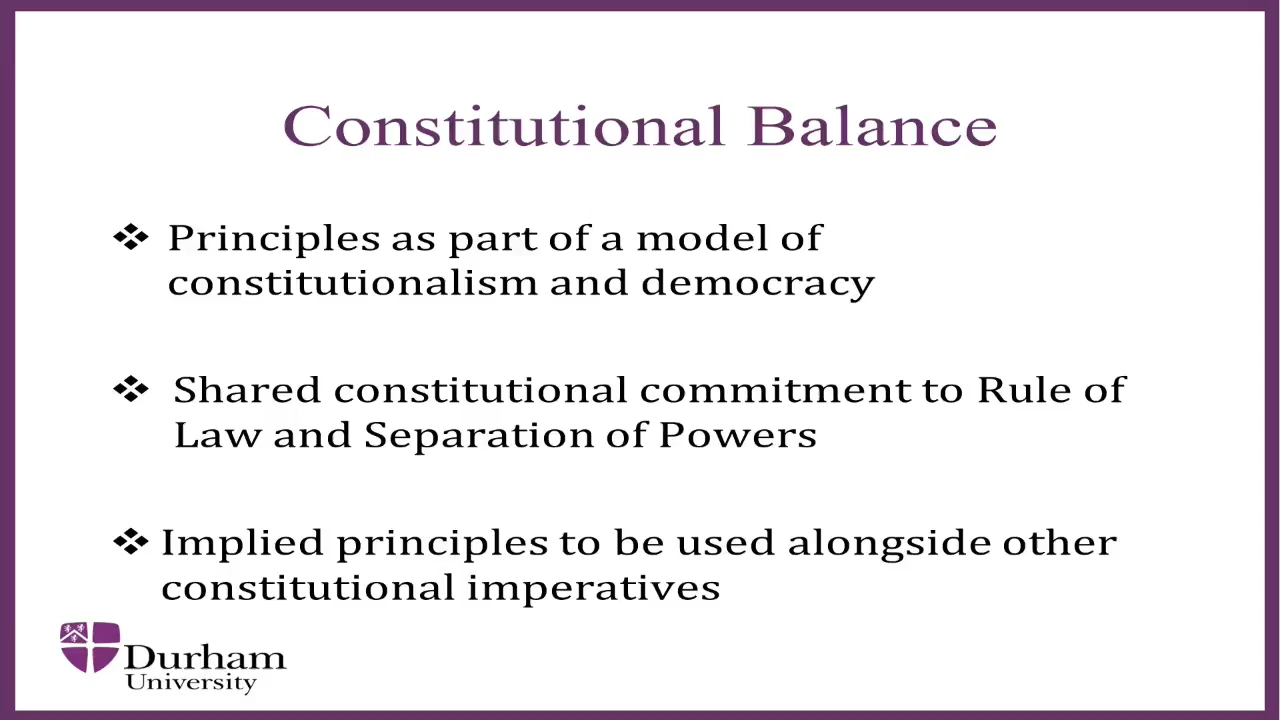 Constitutional Balance
❖ Principles as part of a model of
constitutionalism and democracy
❖ Shared constitutional commitment to Rule of
Law and Separation of Powers
❖ Implied principles to be used alongside other
constitutional imperatives
Durham
University